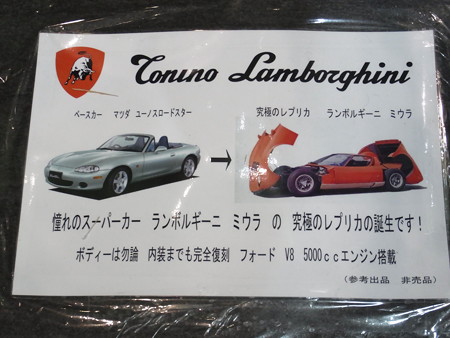 Tonino Lamborghini
ベースカー マツダ ユーノスロードスター
究極のレプリカ ランボルギーニ ミウラ
憧れのスーパーカー ランボルギーニ ミウラ の 究極のレプリカの誕生です！
ボディーは勿論 内装までも完全復刻 フォード V8 5000ccエンジン搭載
（参考出品 非売品）